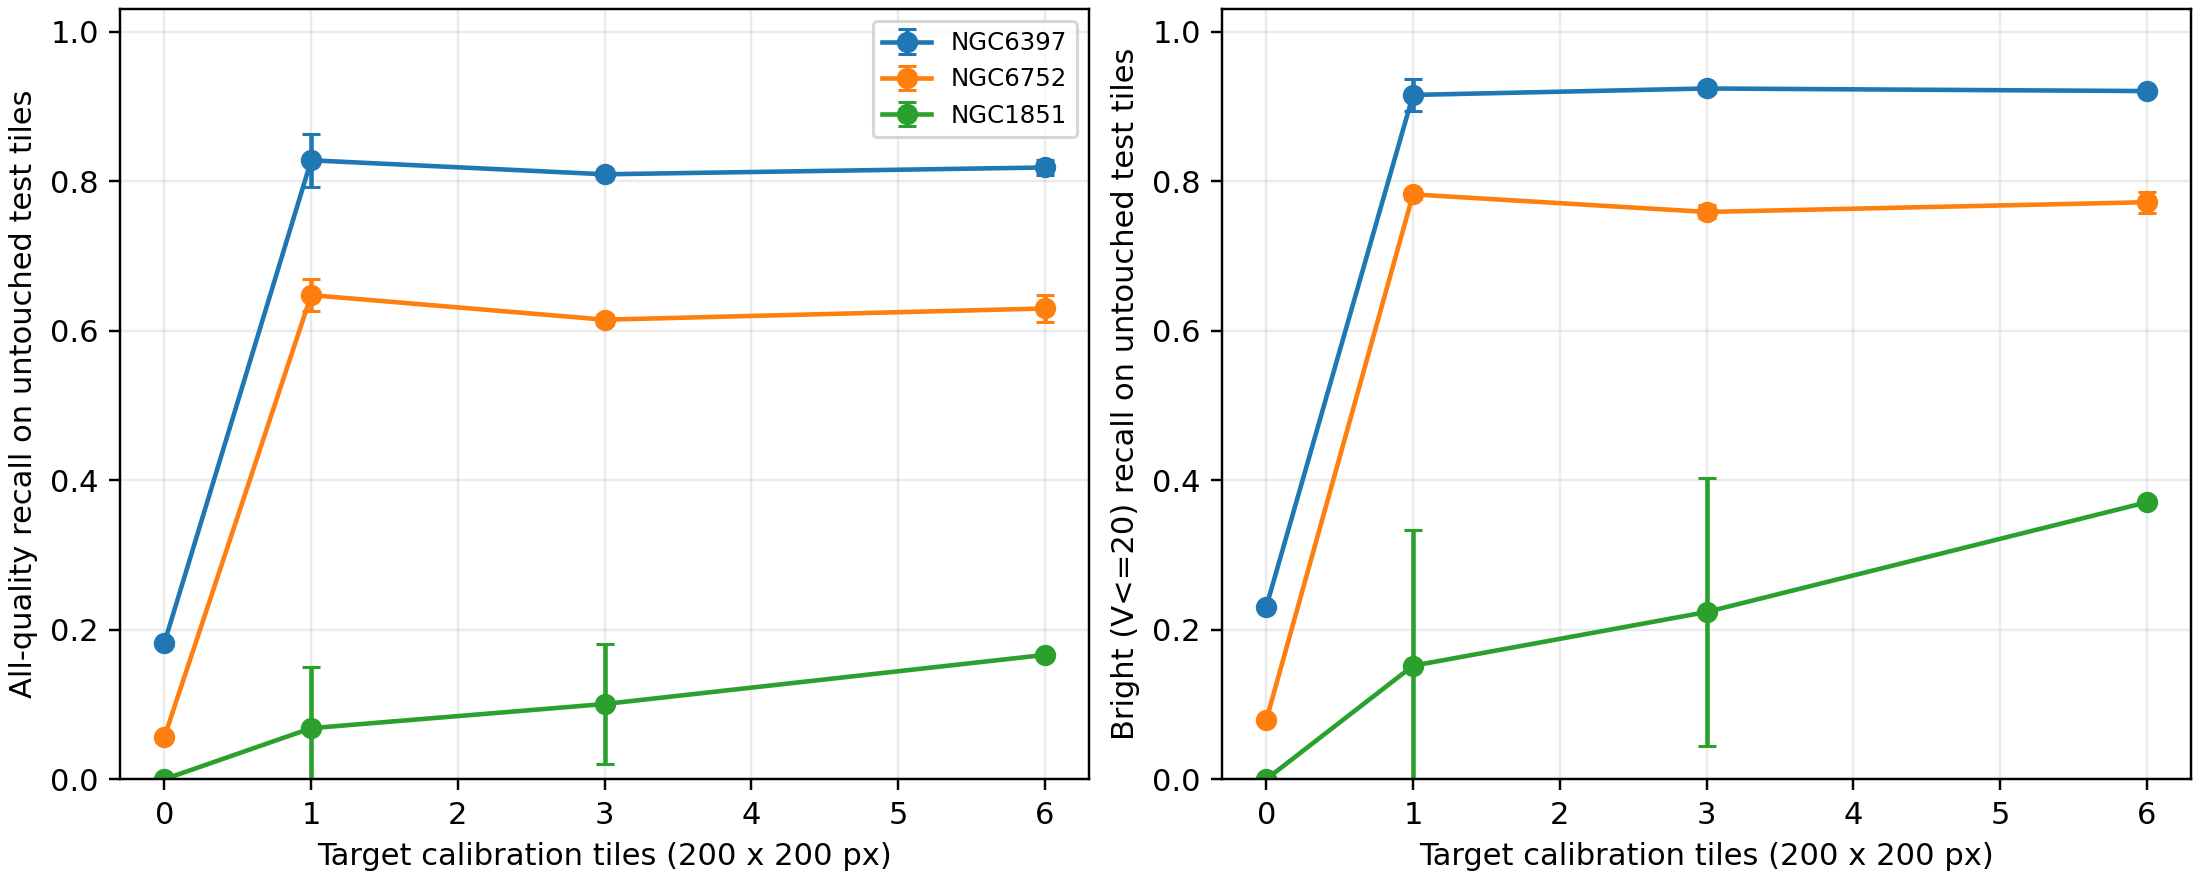 All-quality recall on untouched test tiles
1.0
0.8
0.6
0.4
0.2
0.0
0 1 2 3 4 5 6
Target calibration tiles (200 x 200 px)
NGC6397
NGC6752
NGC1851
Bright (V<=20) recall on untouched test tiles
1.0
0.8
0.6
0.4
0.2
0.0
0 1 2 3 4 5 6
Target calibration tiles (200 x 200 px)